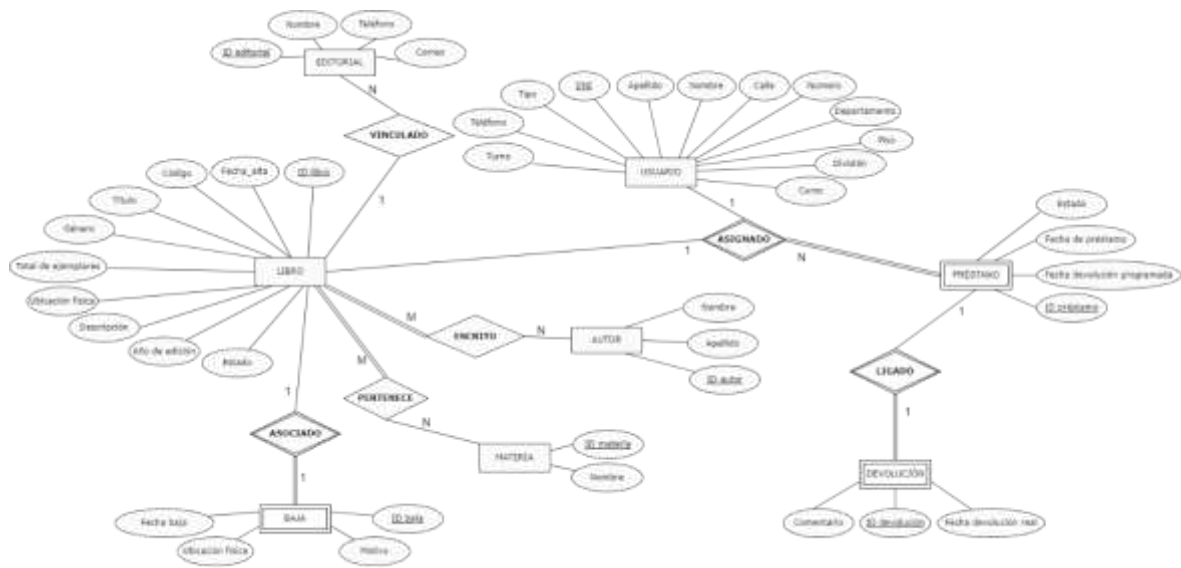 Nombre
Teléfono
ID editorial
Correo
EDITORIAL
N
VINCULADO
1
Tipo
DNI
Apellido
Nombre
Calle
Número
Departamento
Teléfono
Piso
Turno
División
USUARIO
Curso
1
Código
Fecha_alta
ID libro
Título
Género
Total de ejemplares
LIBRO
Ubicación física
Descripción
Año de edición
Estado
1
ASIGNADO
N
PRÉSTAMO
Estado
Fecha de préstamo
Fecha devolución programada
ID préstamo
1
M
ESCRITO
N
AUTOR
Nombre
Apellido
ID autor
M
PERTENECE
N
MATERIA
ID materia
Nombre
LIGADO
1
DEVOLUCIÓN
Comentario
ID devolución
Fecha devolución real
1
ASOCIADO
1
BAJA
Fecha baja
ID baja
Ubicación física
Motivo